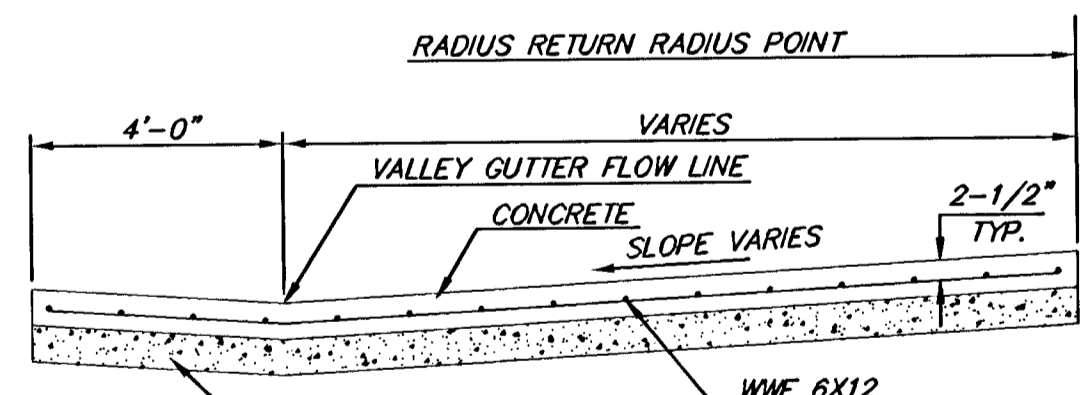 RADIUS RETURN RADIUS POINT
4'-0"
VARIES
VALLEY GUTTER FLOW LINE
2-1/2"
CONCRETE
TYP.
SLOPE VARIES
WWF 6X12